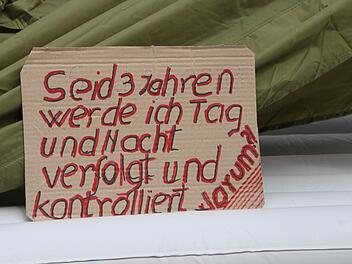 Seid 3 Jahren
werde ich Tag
und Nacht
verfolgt und
kontrolliert
Warum?